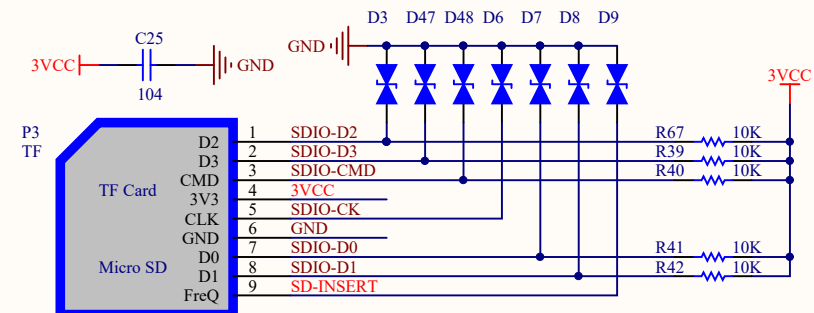 D3 D47 D48 D6 D7 D8 D9
C25
GND
3VCC
GND
3VCC
104
P3
TF
1 SDIO-D2
R67 10K
D2
2 SDIO-D3
R39 10K
D3
3 SDIO-CMD
R40 10K
CMD
TF Card
4 3VCC
3V3
5 SDIO-CK
CLK
6 GND
GND
7 SDIO-D0
R41 10K
D0
Micro SD
8 SDIO-D1
R42 10K
D1
9 SD-INSERT
FreQ